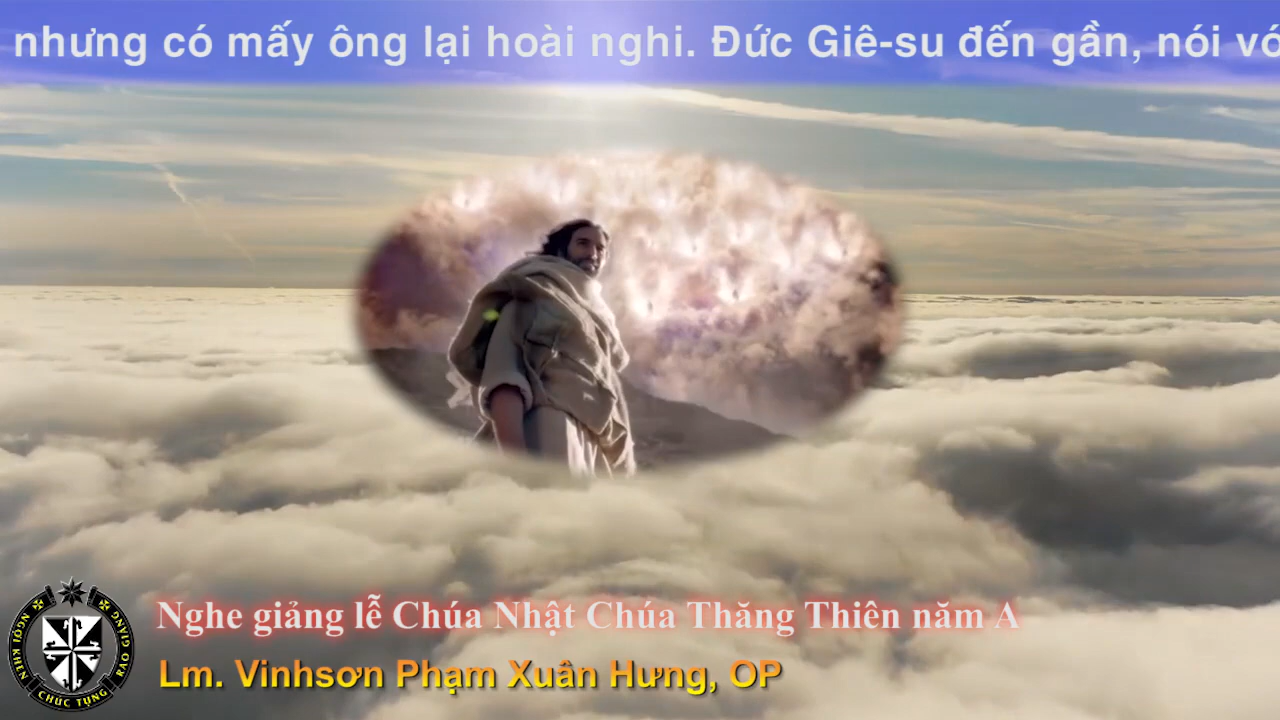 nhưng có mấy ông lại hoài nghi. Đức Giê-su đến gần, nói vớ
Nghe giảng lễ Chúa Nhật Chúa Thăng Thiên năm A
Lm. Vinhsơn Phạm Xuân Hưng, OP
NGỢI KHEN
CHÚC TỤNG
RAO GIẢNG